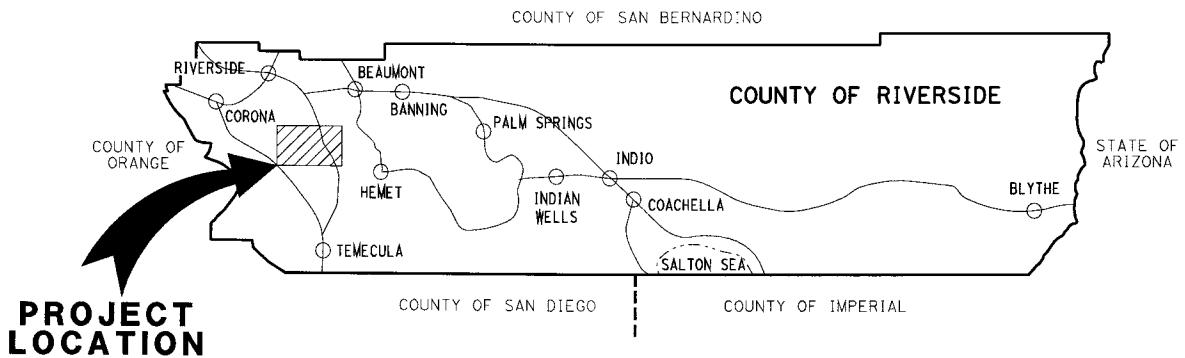 COUNTY OF SAN BERNARDINO
RIVERSIDE
BEAUMONT
CORONA
BANNING
COUNTY OF RIVERSIDE
PALM SPRINGS
COUNTY OF
ORANGE
STATE OF
ARIZONA
INDIO
HEMET
INDIAN
WELLS
COACHELLA
BLYTHE
TEMECULA
SALTON SEA
PROJECT
LOCATION
COUNTY OF SAN DIEGO
COUNTY OF IMPERIAL